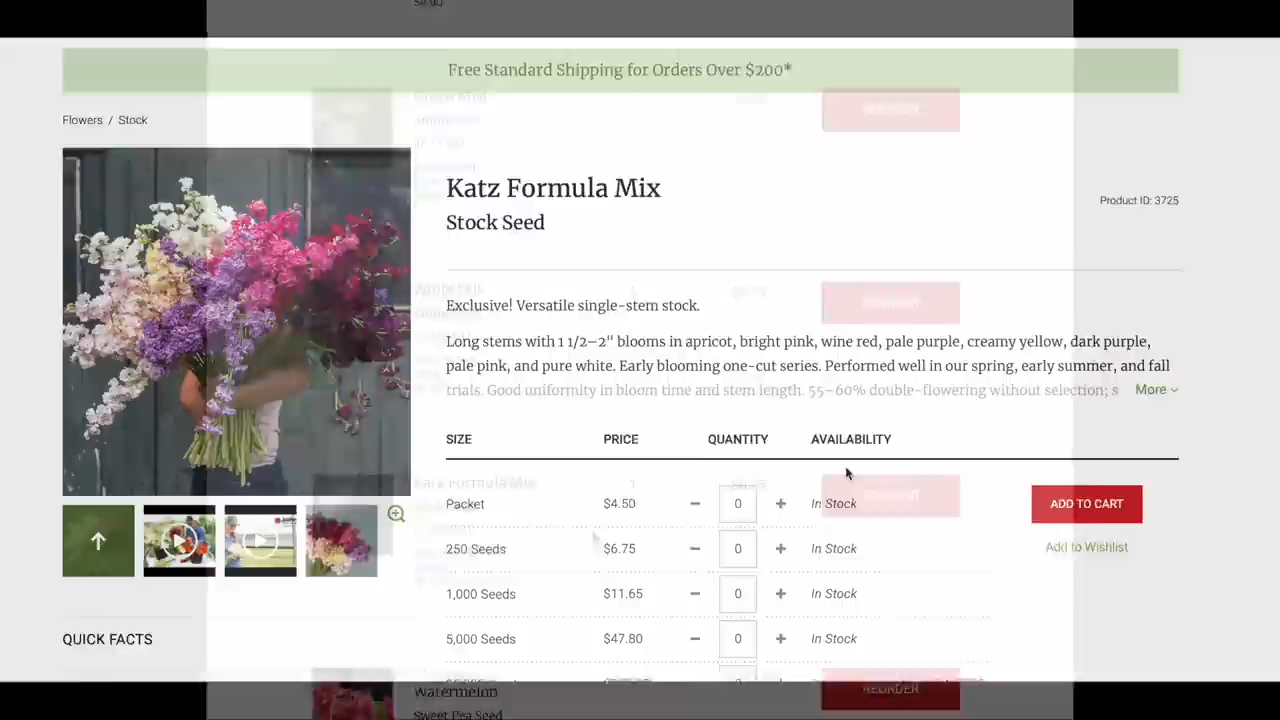 Free Standard Shipping for Orders Over $200*
Flowers / Stock
Katz Formula Mix
Product ID: 3725
Stock Seed
Exclusive! Versatile single-stem stock.
Long stems with 1 1/2–2" blooms in apricot, bright pink, wine red, pale purple, creamy yellow, dark purple,
pale pink, and pure white. Early blooming one-cut series. Performed well in our spring, early summer, and fall
trials. Good uniformity in bloom time and stem length. 55–60% double-flowering without selection; s More
SIZE PRICE QUANTITY AVAILABILITY
Katz Formula Mix 1
Packet $4.50 − 0 + In Stock ADD TO CART
250 Seeds $6.75 − 0 + In Stock Add to Wishlist
1,000 Seeds $11.65 − 0 + In Stock
5,000 Seeds $47.80 − 0 + In Stock
QUICK FACTS
Watermelon REORDER
Sweet Pea Seed